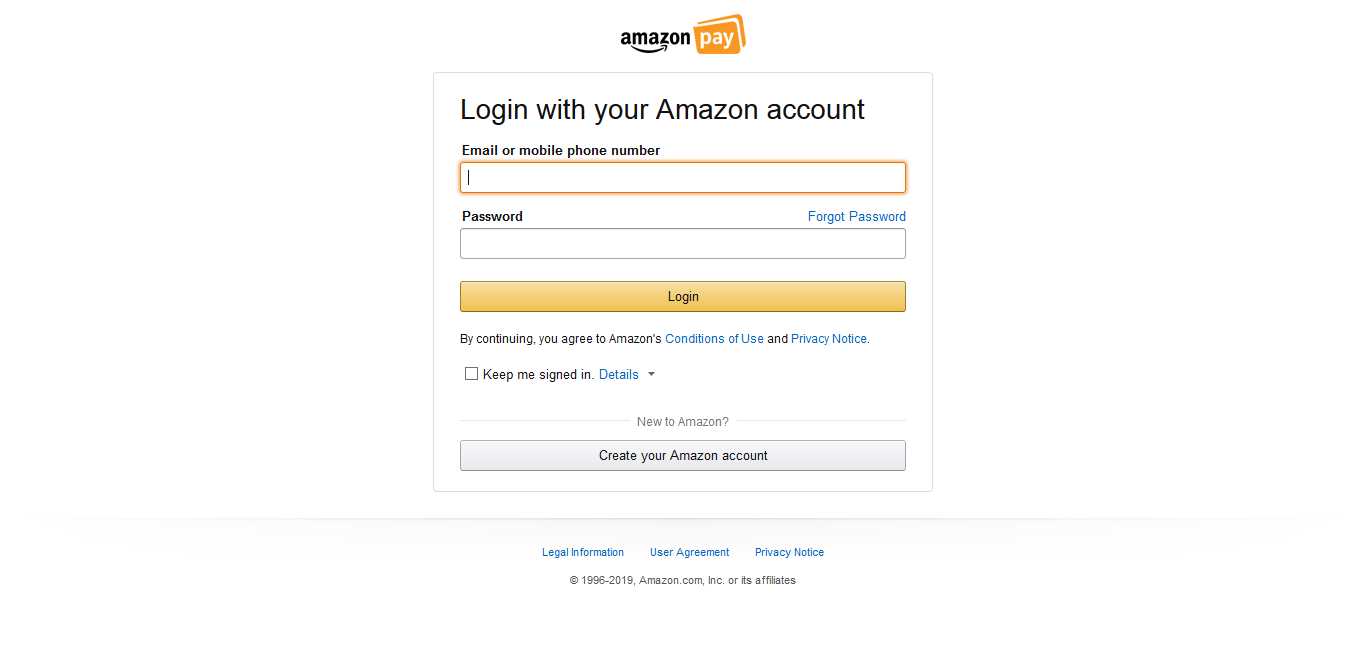 amazon pay
Login with your Amazon account
Email or mobile phone number
Password Forgot Password
Login
By continuing, you agree to Amazon's Conditions of Use and Privacy Notice.
Keep me signed in. Details
New to Amazon?
Create your Amazon account
Legal Information User Agreement Privacy Notice
© 1996-2019, Amazon.com, Inc. or its affiliates